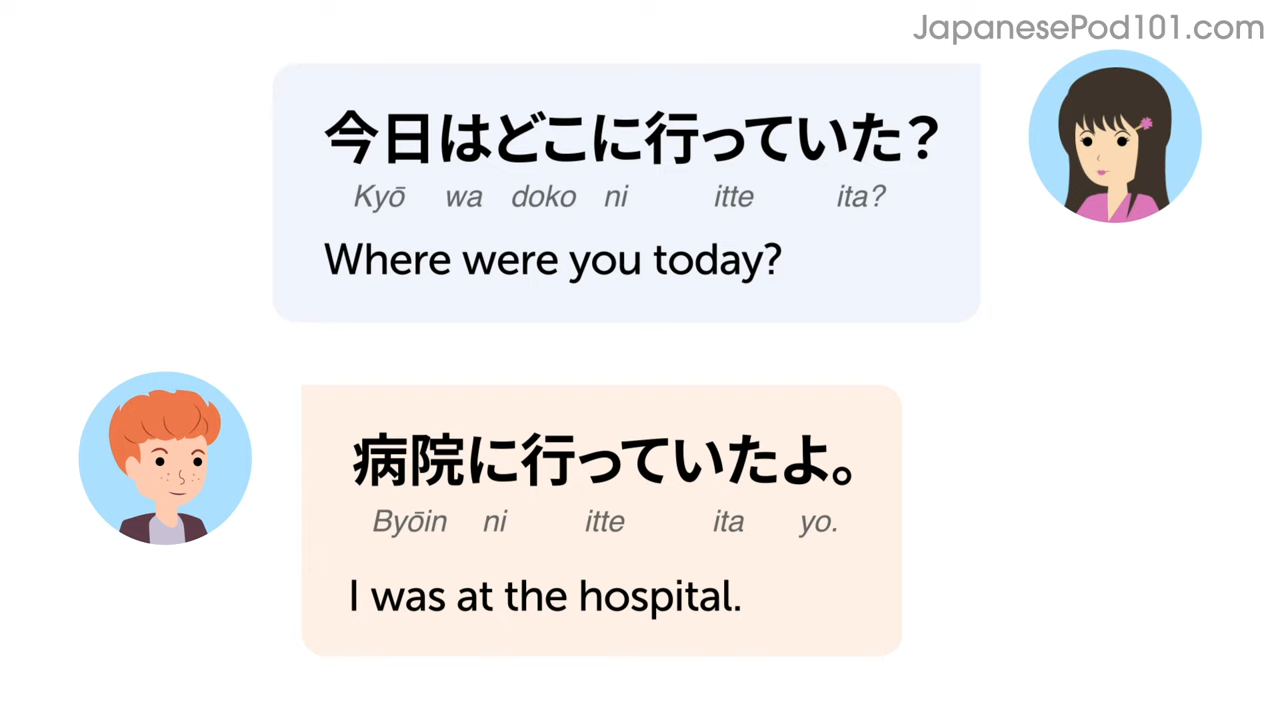 JapanesePod101.com
今日はどこに行っていた？
Kyō wa doko ni itte ita?
Where were you today?
病院に行っていたよ。
Byōin ni itte ita yo.
I was at the hospital.